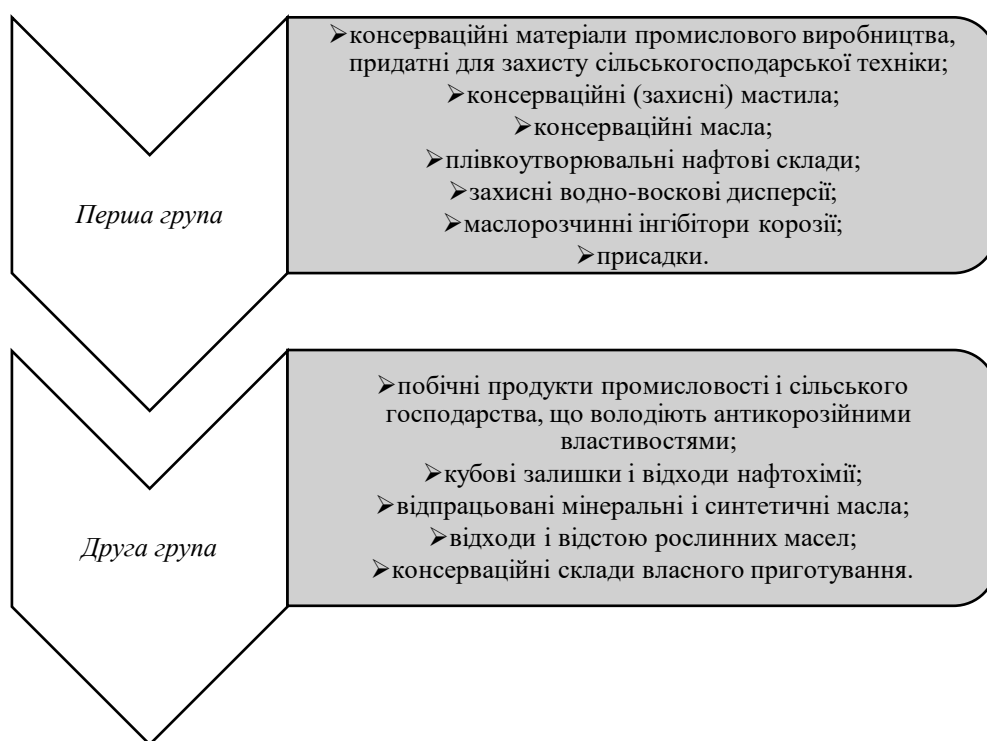 ➢консерваційні матеріали промислового виробництва,
придатні для захисту сільськогосподарської техніки;
➢консерваційні (захисні) мастила;
➢консерваційні масла;
➢плівкоутворювальні нафтові склади;
➢захисні водно-воскові дисперсії;
➢маслорозчинні інгібітори корозії;
➢присадки.
Перша група
➢побічні продукти промисловості і сільського
господарства, що володіють антикорозійними
властивостями;
➢кубові залишки і відходи нафтохімії;
➢відпрацьовані мінеральні і синтетичні масла;
➢відходи і відстою рослинних масел;
➢консерваційні склади власного приготування.
Друга група